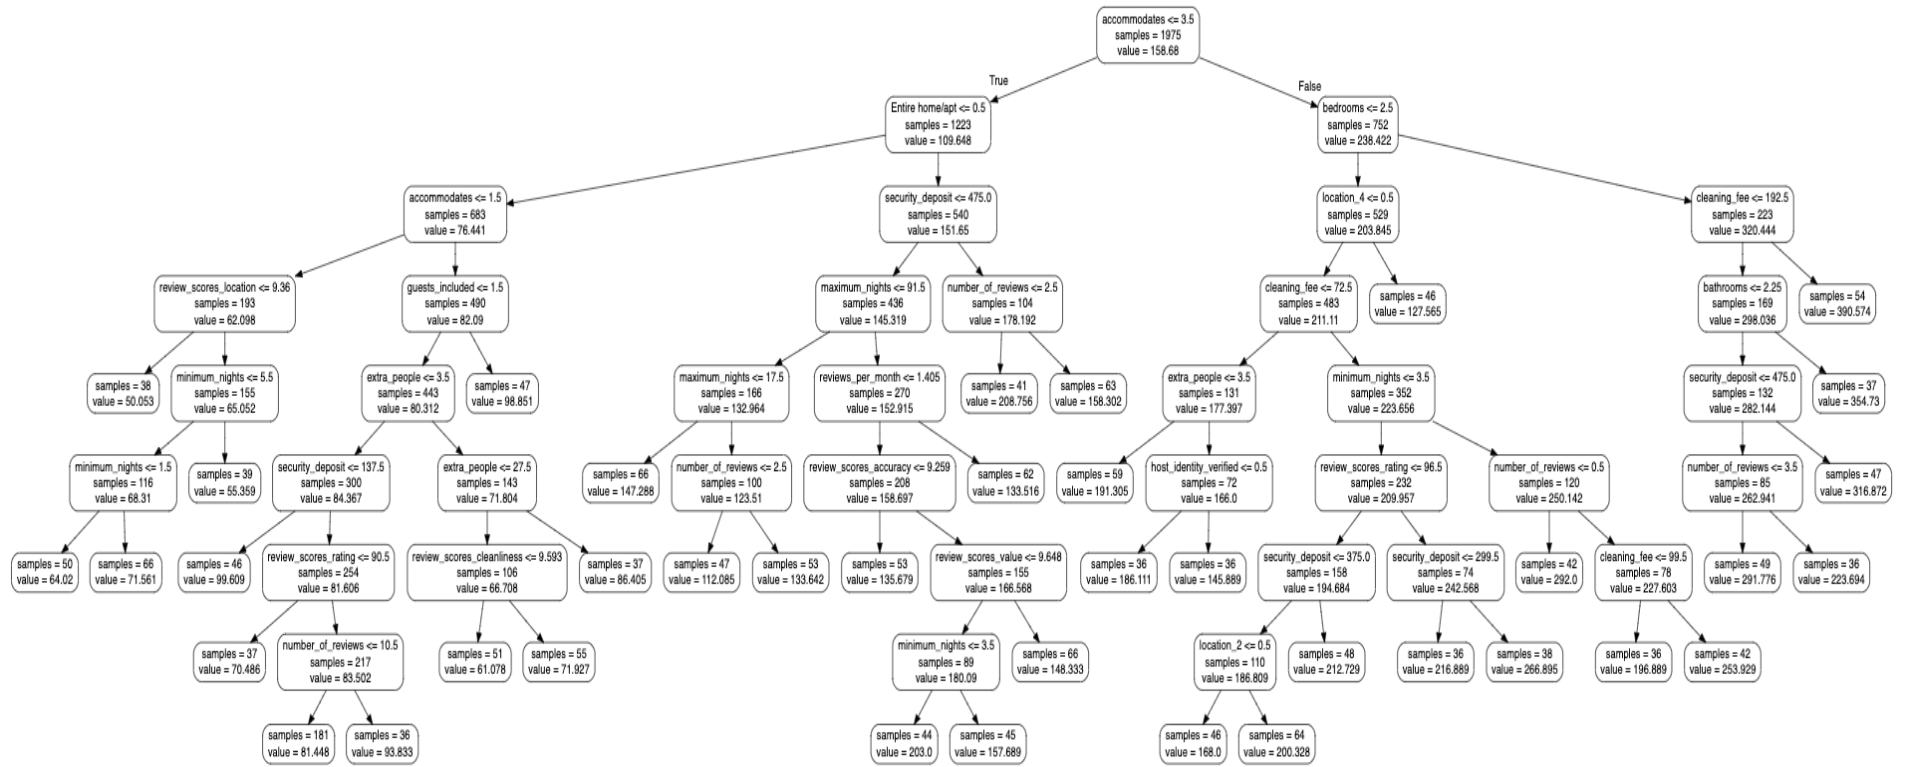 accommodates <= 3.5
samples = 1975
value = 158.68
True
False
Entire home/apt <= 0.5
samples = 1223
value = 109.648
bedrooms <= 2.5
samples = 752
value = 238.422
accommodates <= 1.5
samples = 683
value = 76.441
security_deposit <= 475.0
samples = 540
value = 151.65
location_4 <= 0.5
samples = 529
value = 203.845
cleaning_fee <= 192.5
samples = 223
value = 320.444
review_scores_location <= 9.36
samples = 193
value = 62.098
guests_included <= 1.5
samples = 490
value = 82.09
maximum_nights <= 91.5
samples = 436
value = 145.319
number_of_reviews <= 2.5
samples = 104
value = 178.192
cleaning_fee <= 72.5
samples = 483
value = 211.11
samples = 46
value = 127.565
bathrooms <= 2.25
samples = 169
value = 298.036
samples = 54
value = 390.574
samples = 38
value = 50.053
minimum_nights <= 5.5
samples = 155
value = 65.052
extra_people <= 3.5
samples = 443
value = 80.312
samples = 47
value = 98.851
maximum_nights <= 17.5
samples = 166
value = 132.964
reviews_per_month <= 1.405
samples = 270
value = 152.915
samples = 41
value = 208.756
samples = 63
value = 158.302
extra_people <= 3.5
samples = 131
value = 177.397
minimum_nights <= 3.5
samples = 352
value = 223.656
security_deposit <= 475.0
samples = 132
value = 282.144
samples = 37
value = 354.73
minimum_nights <= 1.5
samples = 116
value = 68.31
samples = 39
value = 55.359
security_deposit <= 137.5
samples = 300
value = 84.367
extra_people <= 27.5
samples = 143
value = 71.804
samples = 66
value = 147.288
number_of_reviews <= 2.5
samples = 100
value = 123.51
review_scores_accuracy <= 9.259
samples = 208
value = 158.697
samples = 62
value = 133.516
samples = 59
value = 191.305
host_identity_verified <= 0.5
samples = 72
value = 166.0
review_scores_rating <= 96.5
samples = 232
value = 209.957
number_of_reviews <= 0.5
samples = 120
value = 250.142
number_of_reviews <= 3.5
samples = 85
value = 262.941
samples = 47
value = 316.872
samples = 50
value = 64.02
samples = 66
value = 71.561
samples = 46
value = 99.609
review_scores_rating <= 90.5
samples = 254
value = 81.606
review_scores_cleanliness <= 9.593
samples = 106
value = 66.708
samples = 37
value = 86.405
samples = 47
value = 112.085
samples = 53
value = 133.642
samples = 53
value = 135.679
review_scores_value <= 9.648
samples = 155
value = 166.568
samples = 36
value = 186.111
samples = 36
value = 145.889
security_deposit <= 375.0
samples = 158
value = 194.684
security_deposit <= 299.5
samples = 74
value = 242.568
samples = 42
value = 292.0
cleaning_fee <= 99.5
samples = 78
value = 227.603
samples = 49
value = 291.776
samples = 36
value = 223.694
samples = 37
value = 70.486
number_of_reviews <= 10.5
samples = 217
value = 83.502
samples = 51
value = 61.078
samples = 55
value = 71.927
minimum_nights <= 3.5
samples = 89
value = 180.09
samples = 66
value = 148.333
location_2 <= 0.5
samples = 110
value = 186.809
samples = 48
value = 212.729
samples = 36
value = 216.889
samples = 38
value = 266.895
samples = 36
value = 196.889
samples = 42
value = 253.929
samples = 181
value = 81.448
samples = 36
value = 93.833
samples = 44
value = 203.0
samples = 45
value = 157.689
samples = 46
value = 168.0
samples = 64
value = 200.328